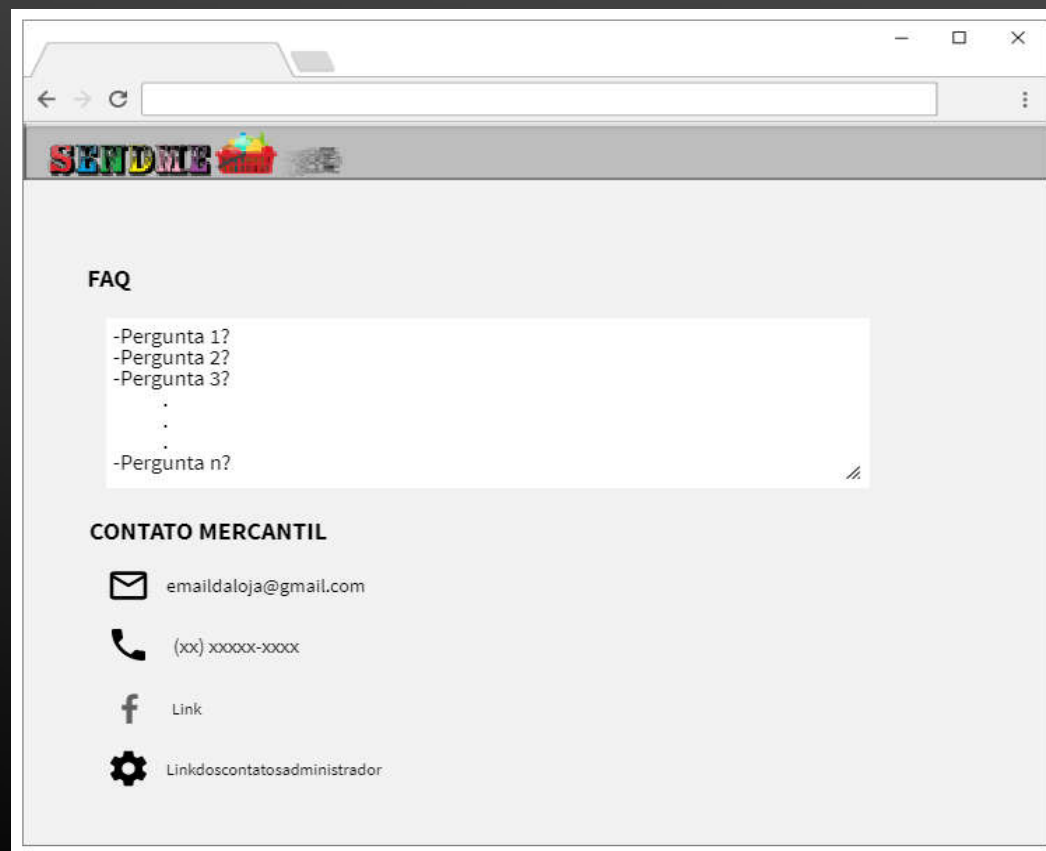 SENDME
FAQ
-Pergunta 1?
-Pergunta 2?
-Pergunta 3?
.
.
.
-Pergunta n?
CONTATO MERCANTIL
emaildaloja@gmail.com
(xx) xxxxx-xxxx
Link
Linkdoscontatosadministrador